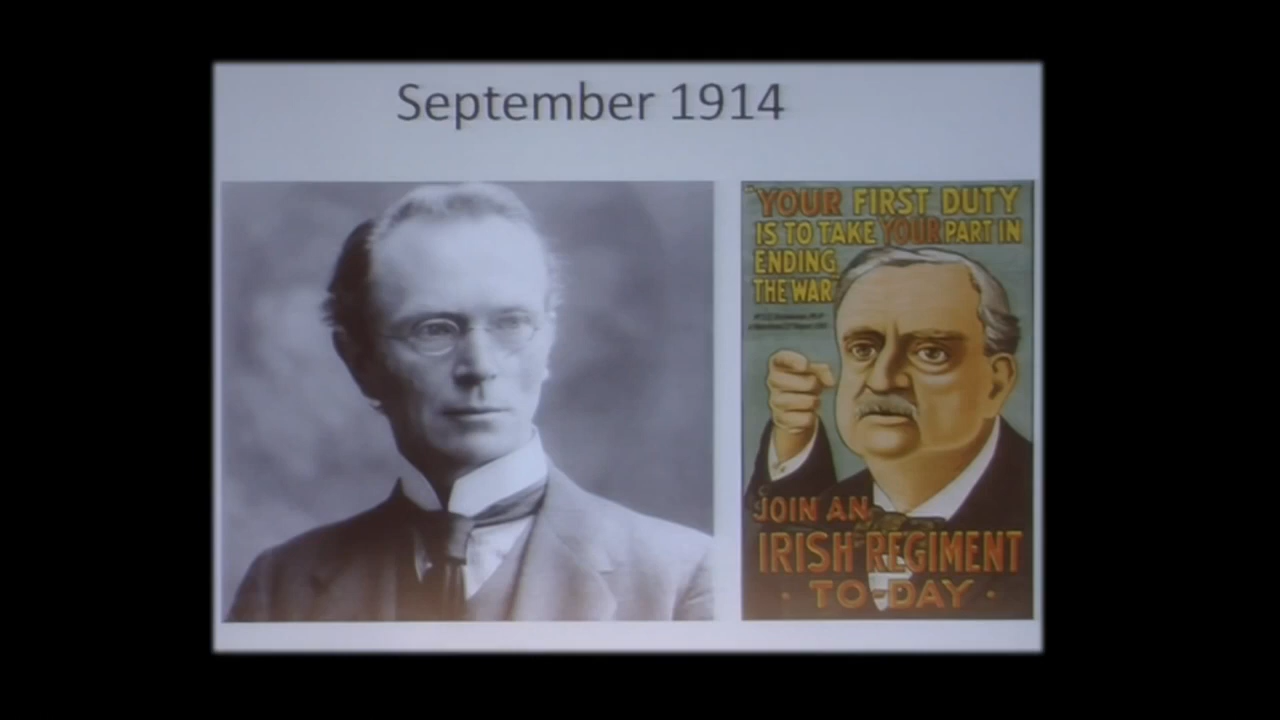 September 1914
"YOUR FIRST DUTY
IS TO TAKE YOUR PART IN
ENDING
THE WAR"
JOIN AN
IRISH REGIMENT
· TO-DAY ·